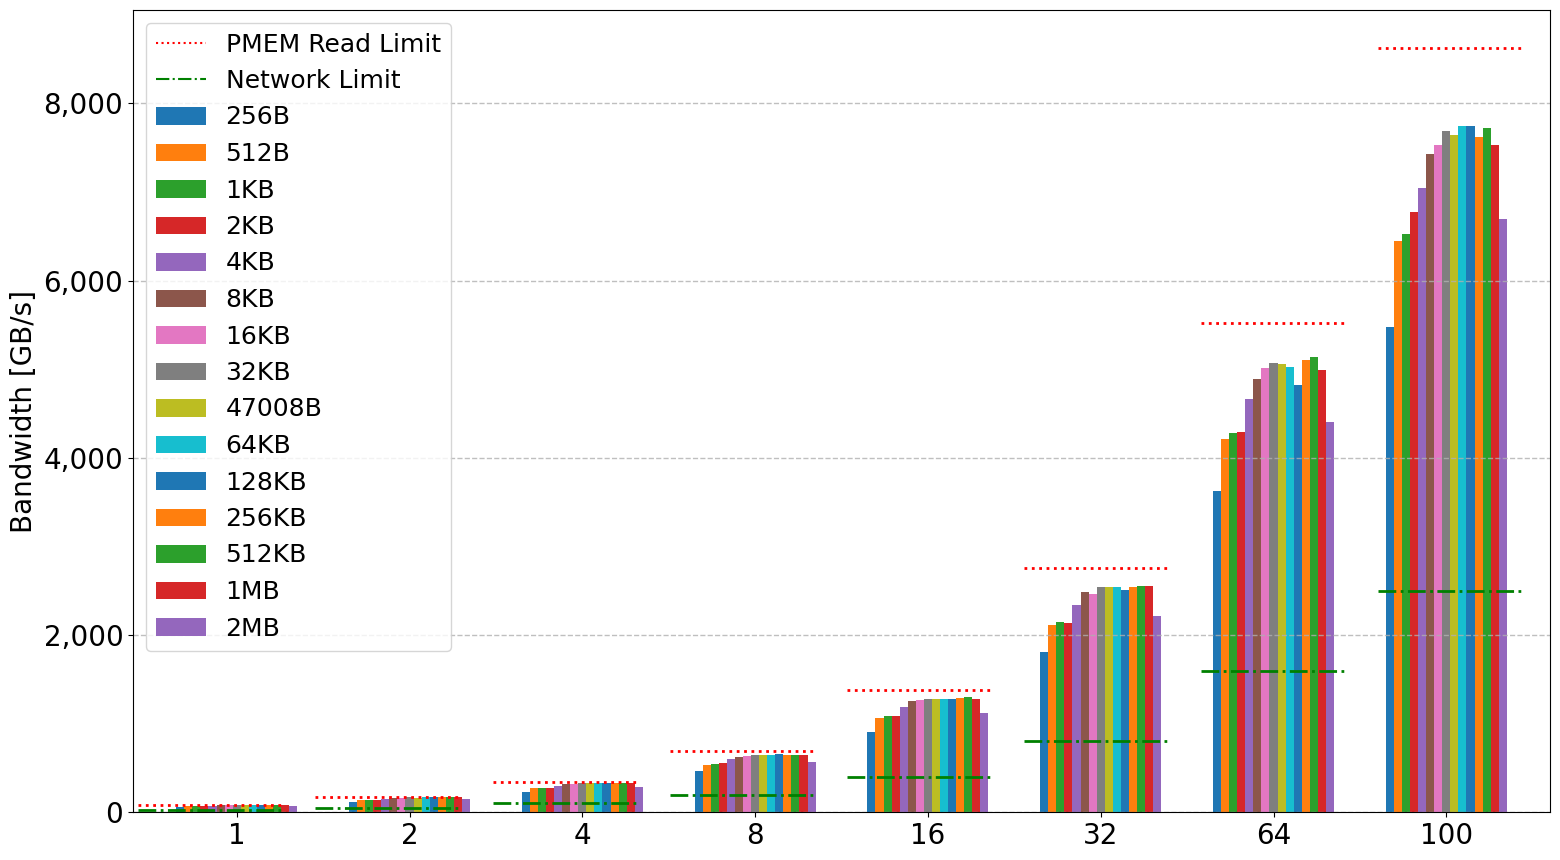 PMEM Read Limit
Network Limit
256B
512B
1KB
2KB
4KB
8KB
16KB
32KB
47008B
64KB
128KB
256KB
512KB
1MB
2MB
Bandwidth [GB/s]
8,000
6,000
4,000
2,000
0
1 2 4 8 16 32 64 100